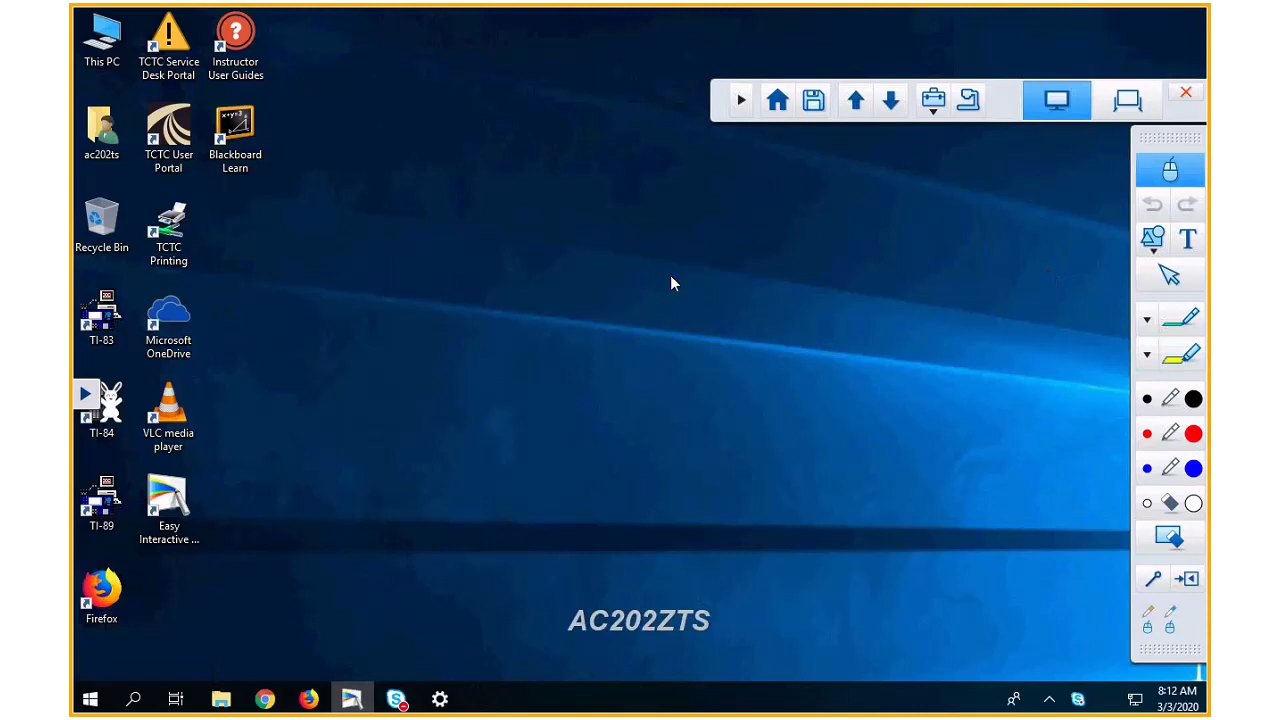 This PC
TCTC Service
Desk Portal
Instructor
User Guides
ac202ts
TCTC User
Portal
x+y=3
Blackboard
Learn
Recycle Bin
TCTC
Printing
TI-83
Microsoft
OneDrive
TI-84
VLC media
player
TI-89
Easy
Interactive ...
Firefox
T
AC202ZTS
8:12 AM
3/3/2020